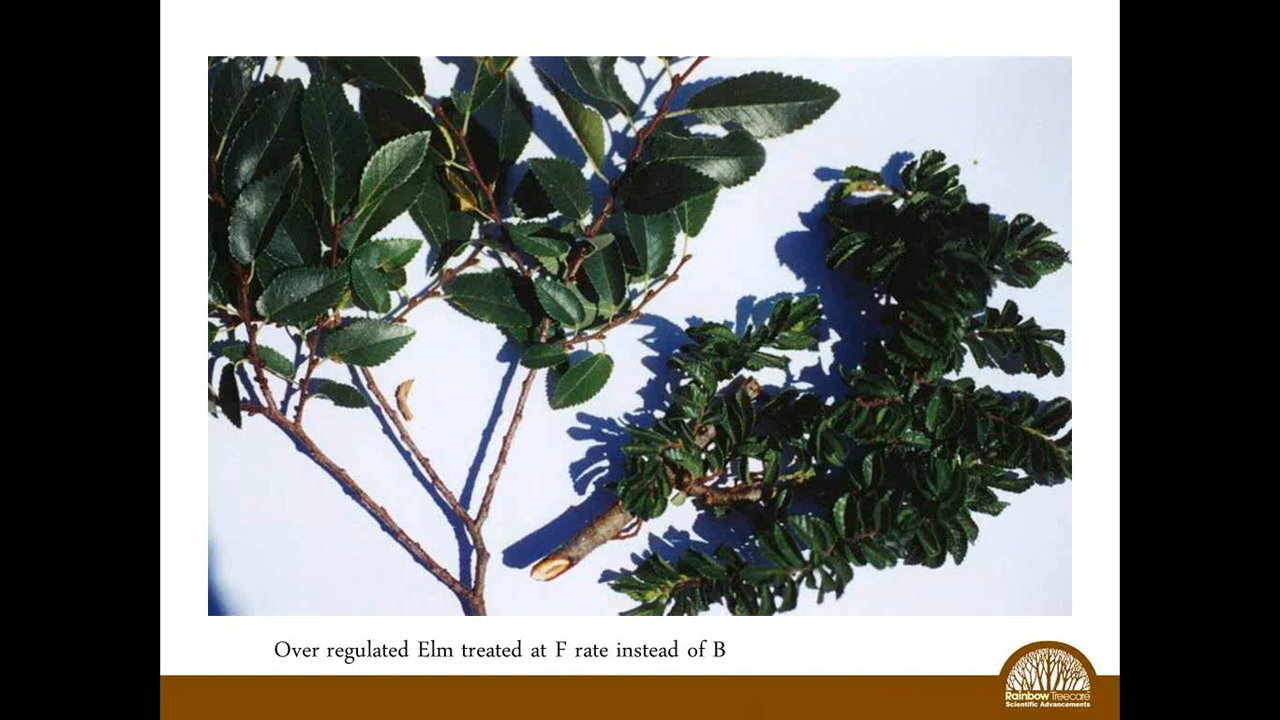 Over regulated Elm treated at F rate instead of B
Rainbow Treecare
Scientific Advancements